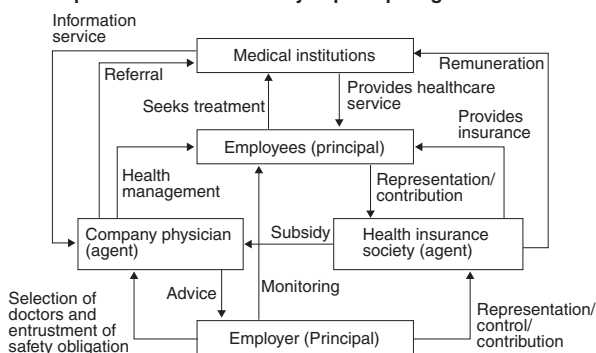 Information
service
Medical institutions
Referral
Remuneration
Seeks treatment
Provides healthcare
service
Provides
insurance
Employees (principal)
Health
management
Representation/
contribution
Company physician
(agent)
Subsidy
Health insurance
society (agent)
Advice
Monitoring
Selection of
doctors and
entrustment of
safety obligation
Employer (Principal)
Representation/
control/
contribution